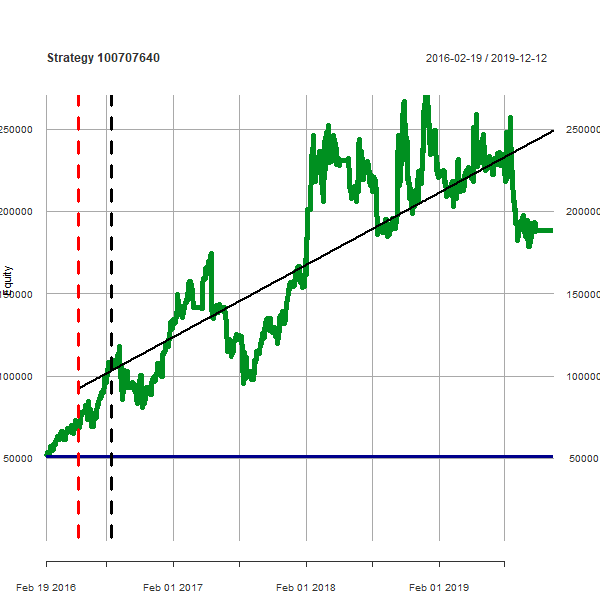 Strategy 100707640
2016-02-19 / 2019-12-12
250000
250000
200000
200000
Equity
150000
150000
100000
100000
50000
50000
Feb 19 2016
Feb 01 2017
Feb 01 2018
Feb 01 2019